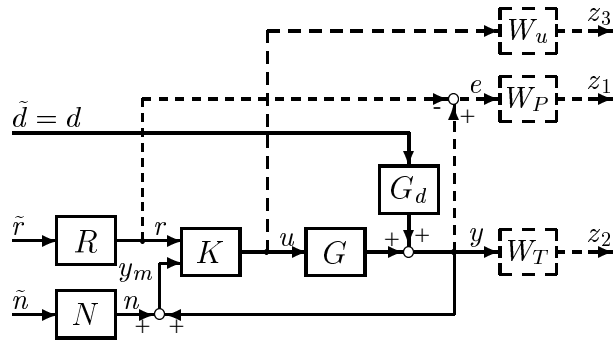 W_u z_3
- + e W_P z_1
d̃ = d
G_d
r̃ R r K u G + + y W_T z_2
y_m
ñ N n + +